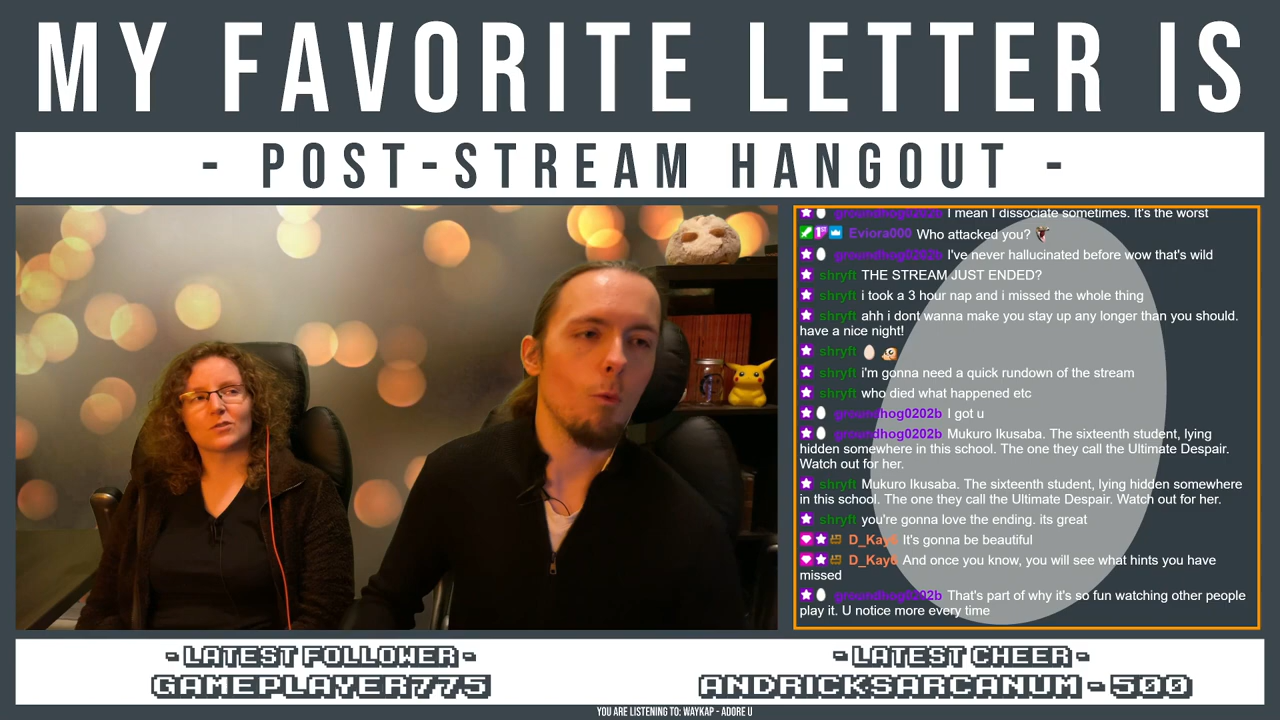 MY FAVORITE LETTER IS
- POST-STREAM HANGOUT -
groundhog0202b I mean I dissociate sometimes. It's the worst
Eviora000 Who attacked you?
groundhog0202b I've never hallucinated before wow that's wild
shryft THE STREAM JUST ENDED?
shryft i took a 3 hour nap and i missed the whole thing
shryft ahh i dont wanna make you stay up any longer than you should.
have a nice night!
shryft
shryft i'm gonna need a quick rundown of the stream
shryft who died what happened etc
groundhog0202b I got u
groundhog0202b Mukuro Ikusaba. The sixteenth student, lying
hidden somewhere in this school. The one they call the Ultimate Despair.
Watch out for her.
shryft Mukuro Ikusaba. The sixteenth student, lying hidden somewhere
in this school. The one they call the Ultimate Despair. Watch out for her.
shryft you're gonna love the ending. its great
D_Kay6 It's gonna be beautiful
D_Kay6 And once you know, you will see what hints you have
missed
groundhog0202b That's part of why it's so fun watching other people
play it. U notice more every time
- LATEST FOLLOWER -
GAMEPLAYER775
- LATEST CHEER -
ANDRICKSARCANUM - 500
YOU ARE LISTENING TO: WAYKAP - ADORE U